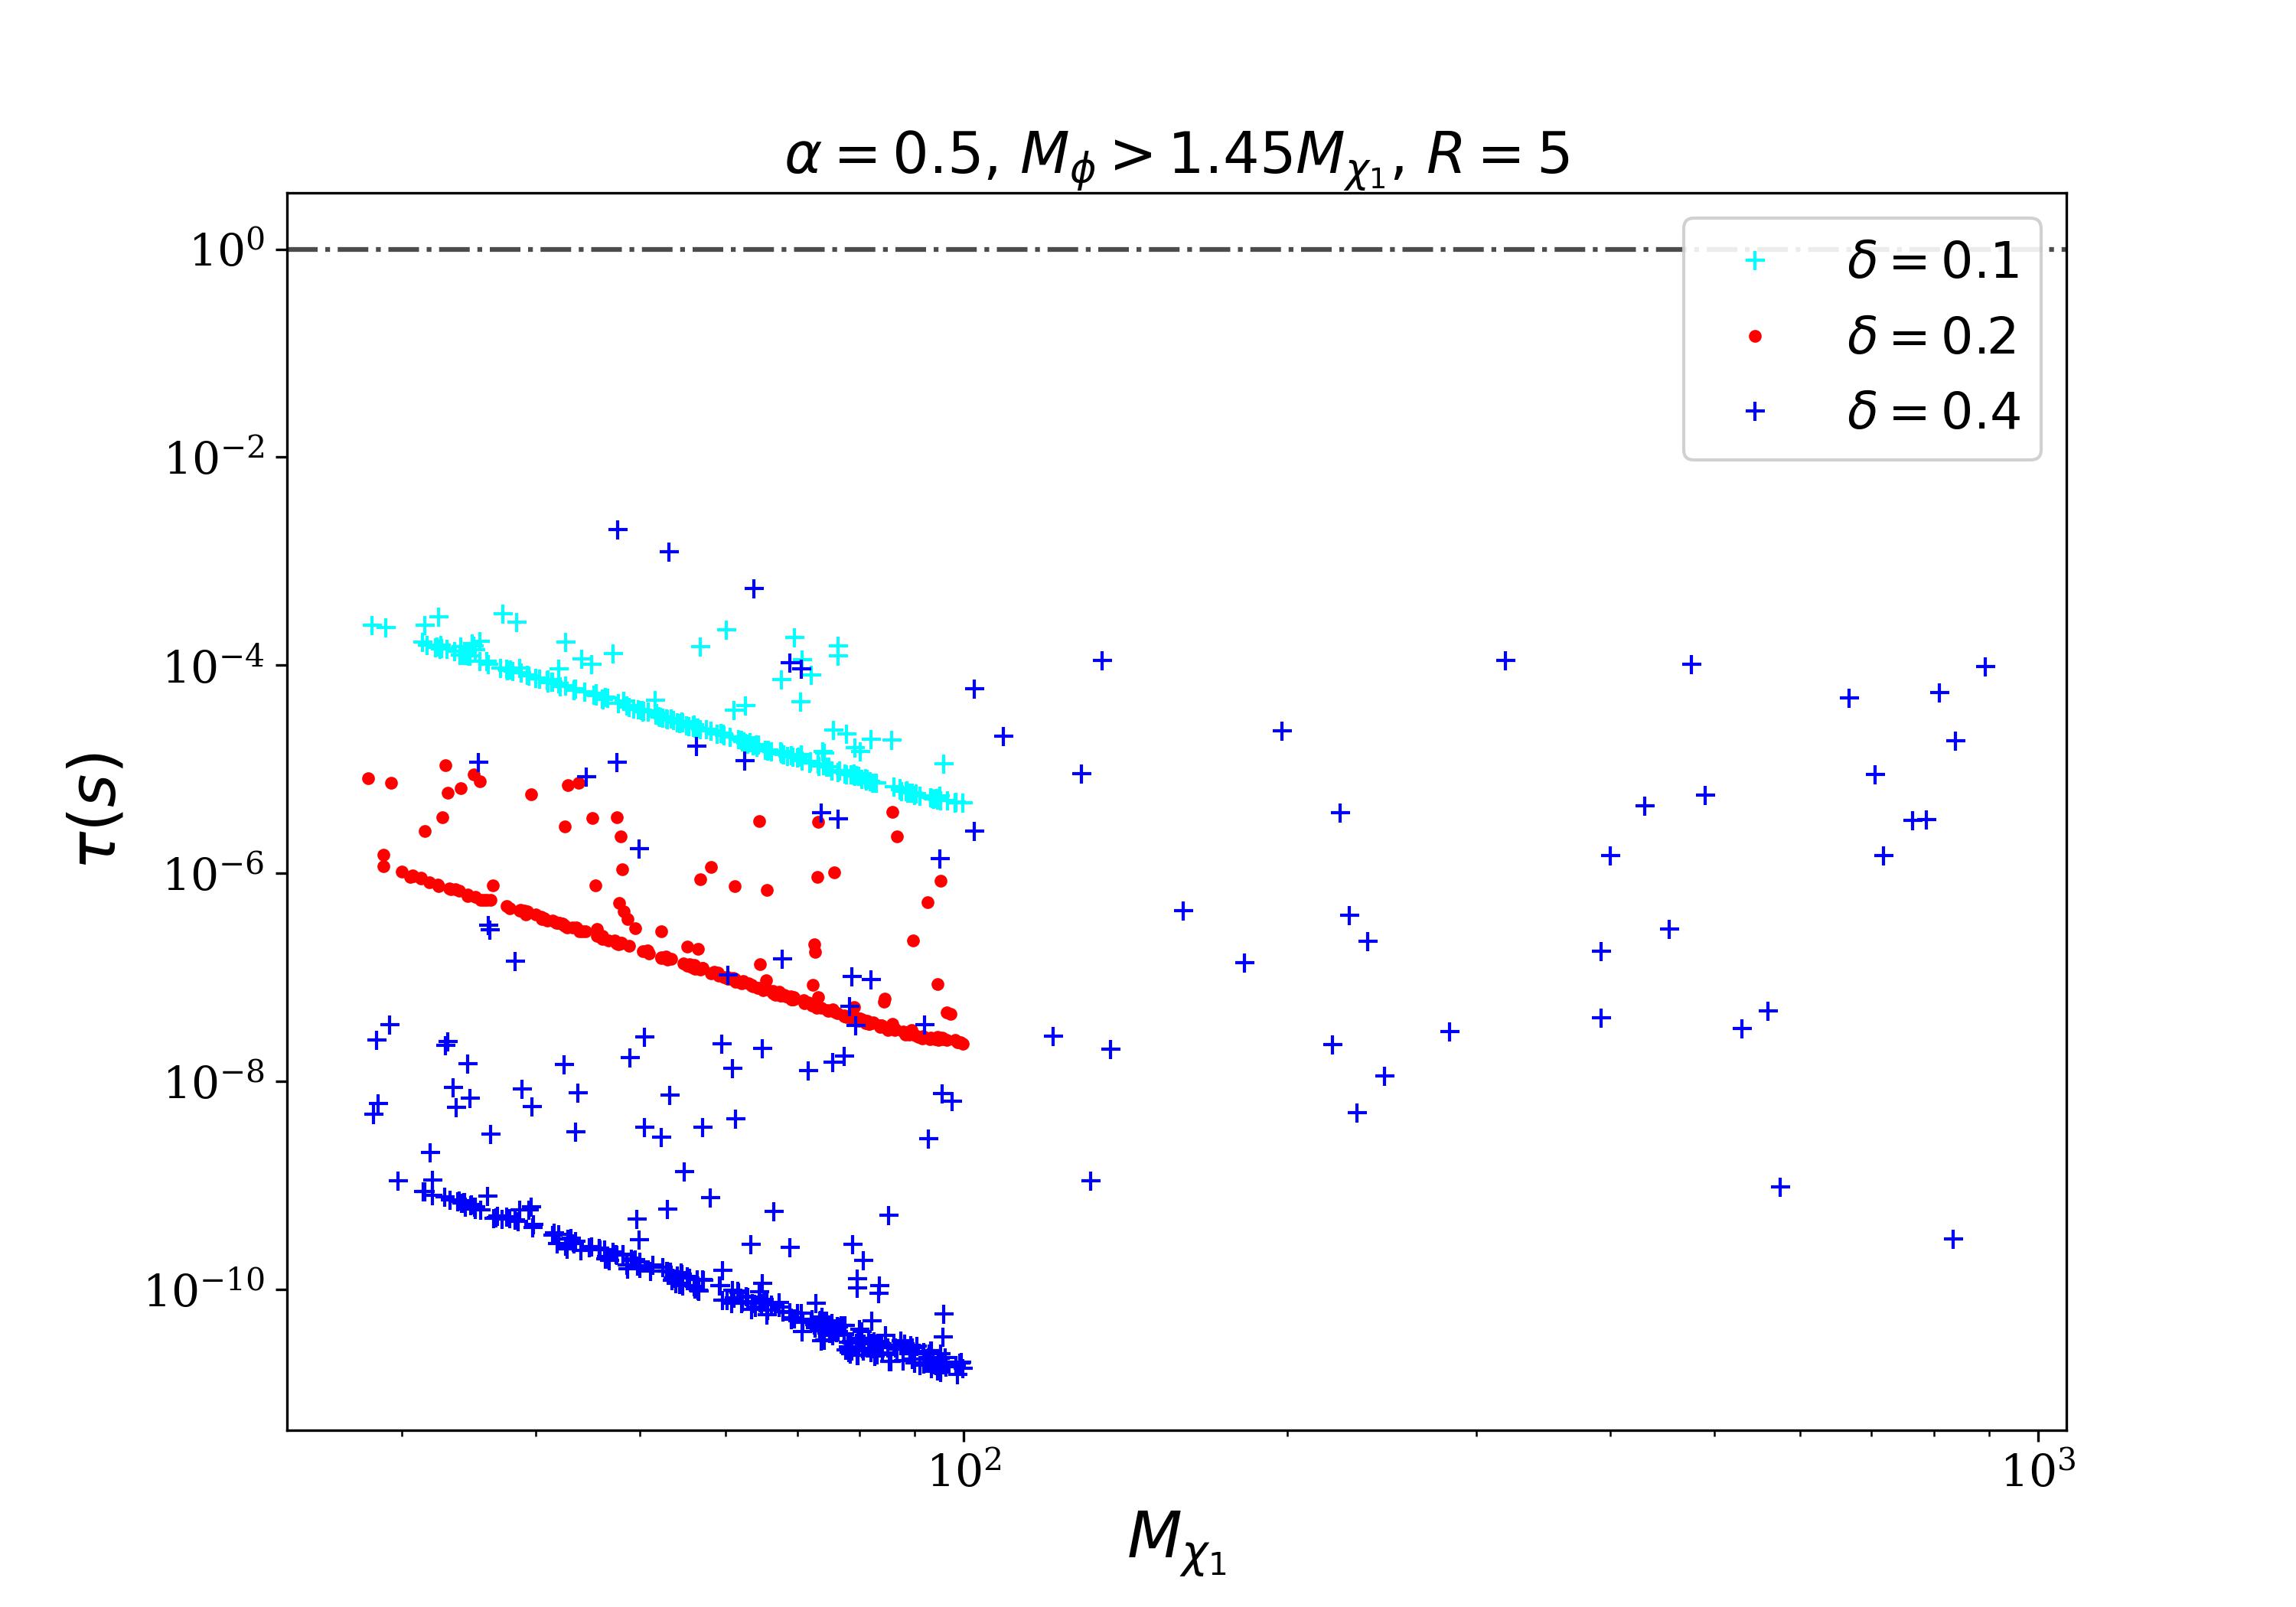 α = 0.5, M_ϕ > 1.45M_χ₁, R = 5
10⁰
10⁻²
10⁻⁴
10⁻⁶
10⁻⁸
10⁻¹⁰
τ(s)
δ = 0.1
δ = 0.2
δ = 0.4
10²
10³
M_χ₁